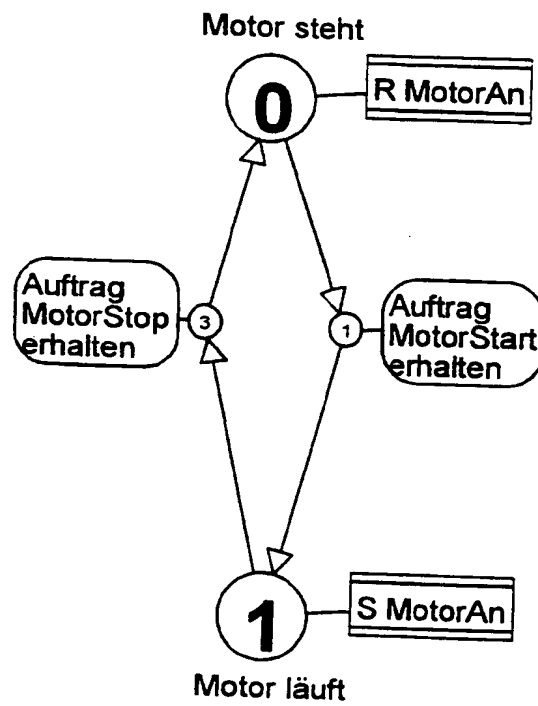 Motor steht
0
R MotorAn
Auftrag
MotorStop
erhalten
3
1
Auftrag
MotorStart
erhalten
1
S MotorAn
Motor läuft